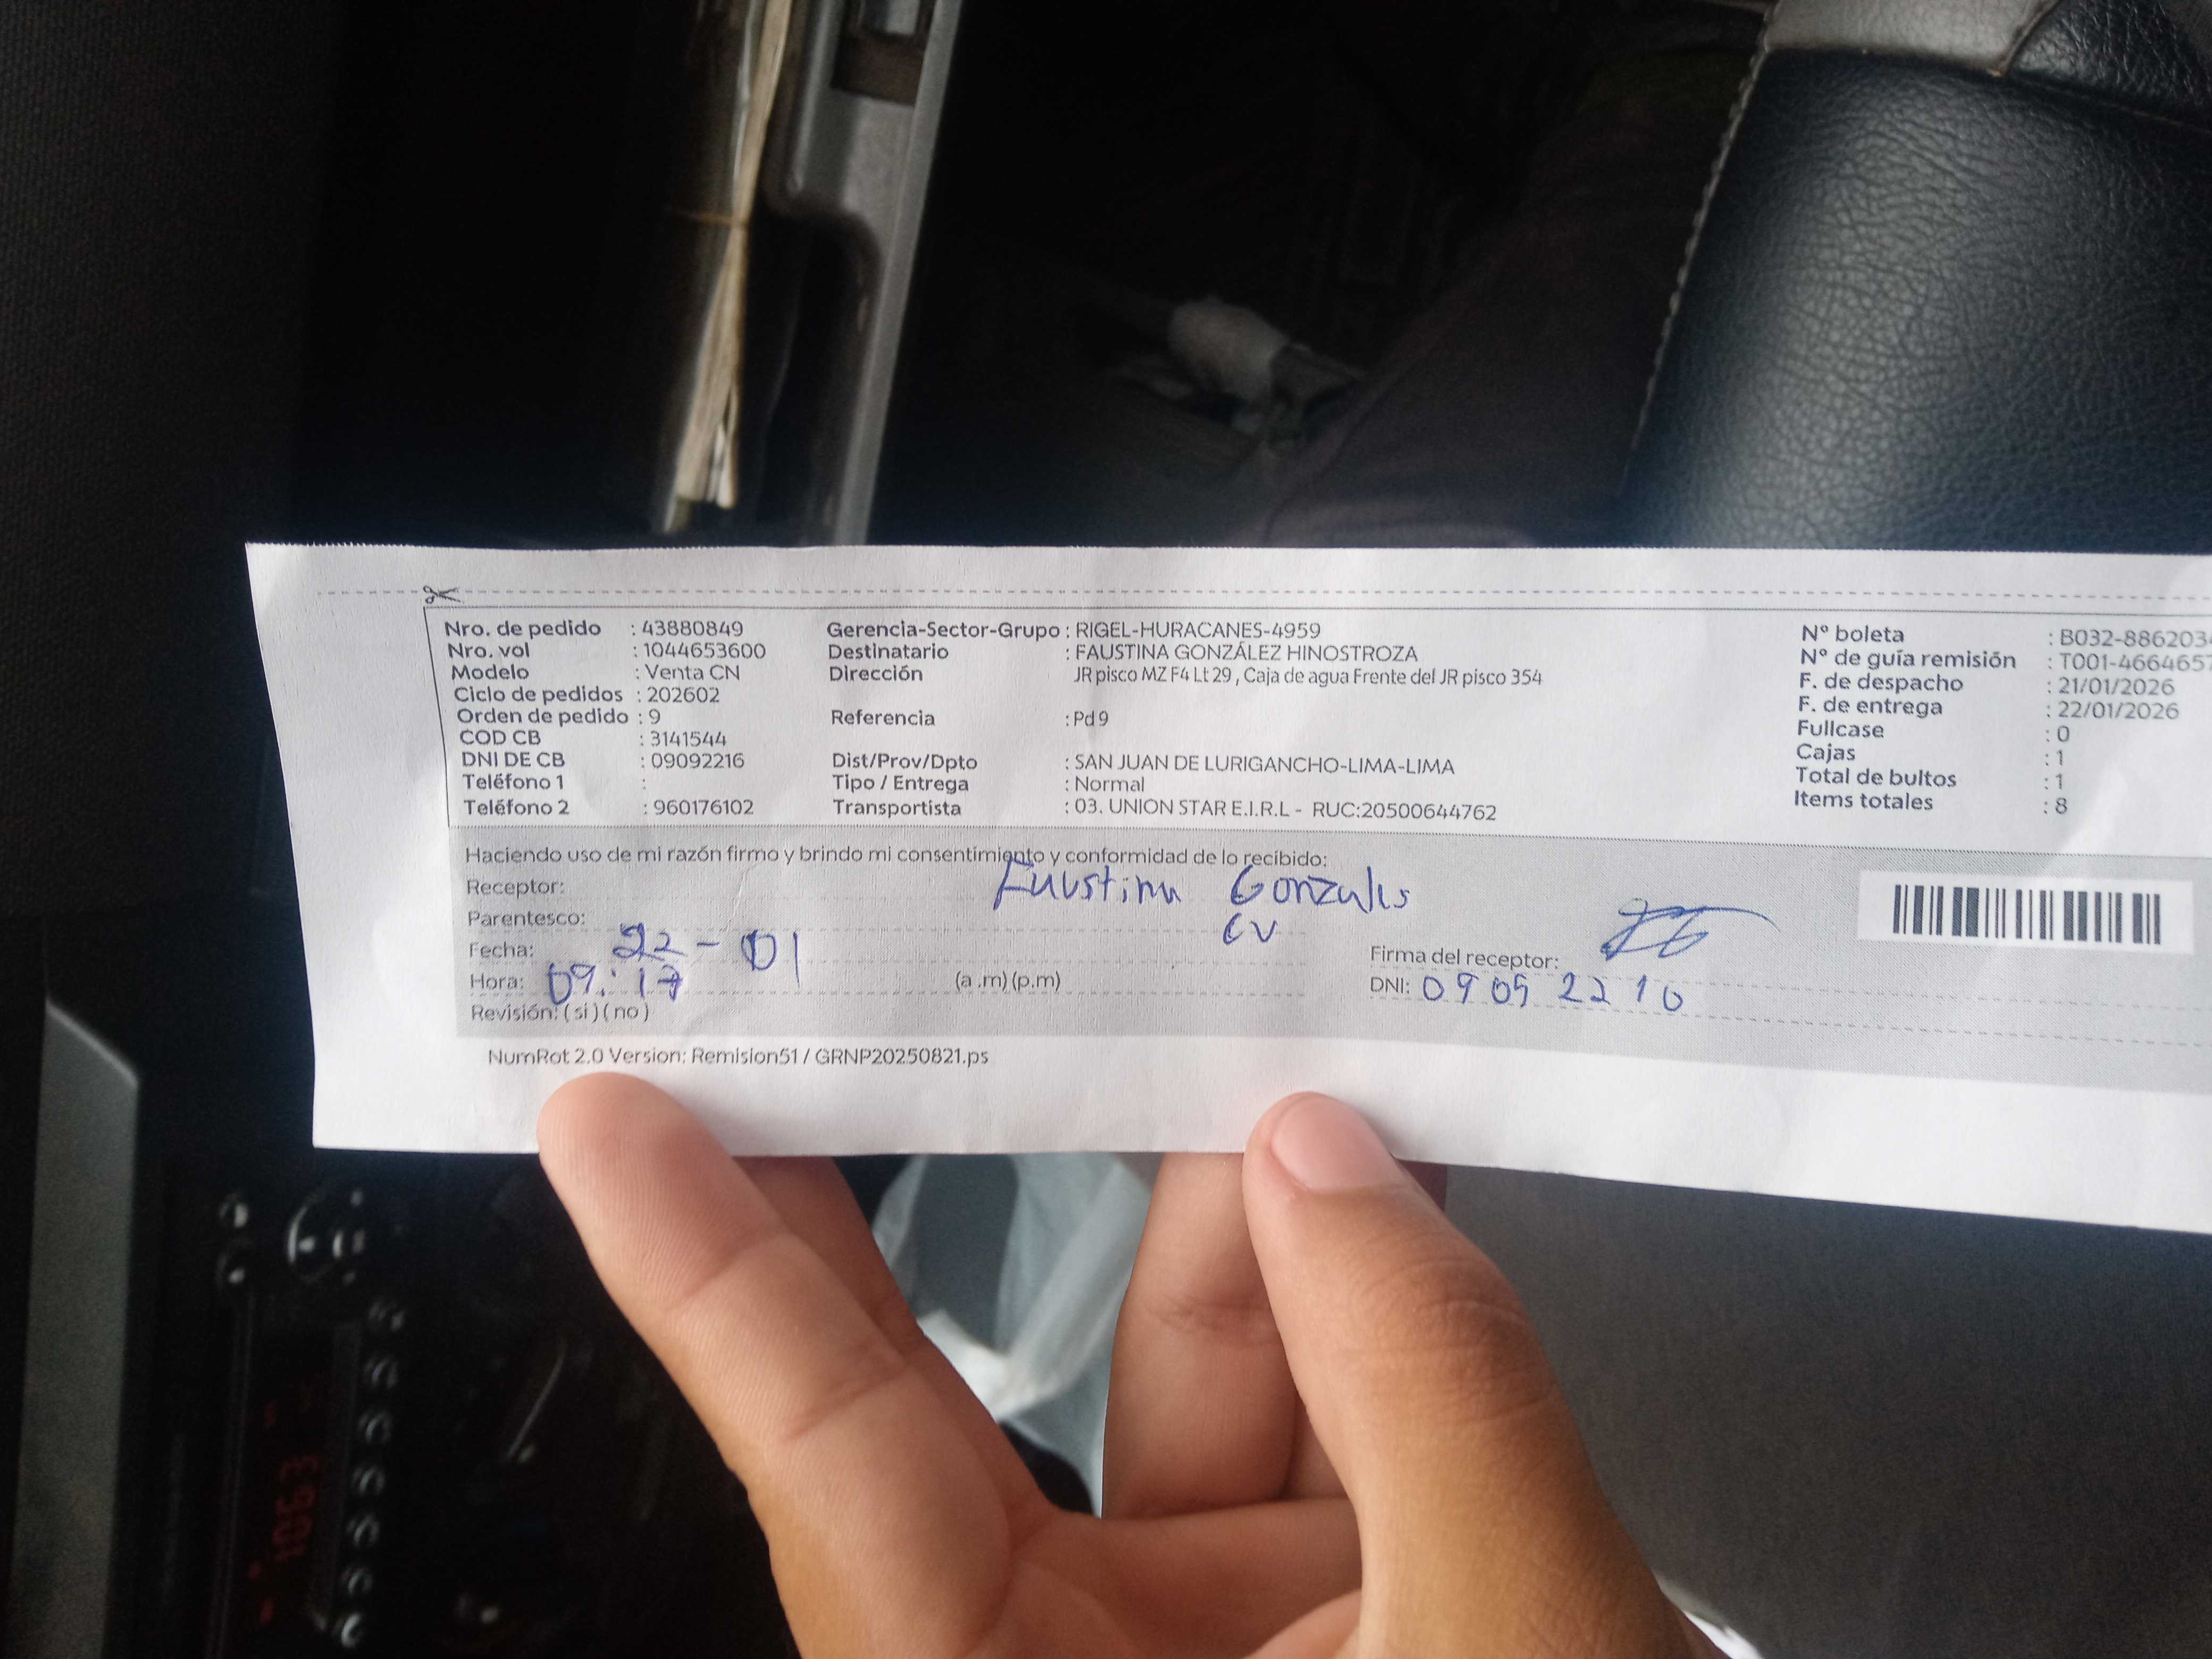 Nro. de pedido : 43880849
Nro. vol : 1044653600
Modelo : Venta CN
Ciclo de pedidos : 202602
Orden de pedido : 9
COD CB : 3141544
DNI DE CB : 09092216
Teléfono 1 :
Teléfono 2 : 960176102
Gerencia-Sector-Grupo : RIGEL-HURACANES-4959
Destinatario : FAUSTINA GONZÁLEZ HINOSTROZA
Dirección JR pisco MZ F4 Lt 29 , Caja de agua Frente del JR pisco 354
Referencia : Pd 9
Dist/Prov/Dpto : SAN JUAN DE LURIGANCHO-LIMA-LIMA
Tipo / Entrega : Normal
Transportista : 03. UNION STAR E.I.R.L - RUC:20500644762
N° boleta : B032-886203
N° de guía remisión : T001-4664657
F. de despacho : 21/01/2026
F. de entrega : 22/01/2026
Fullcase : 0
Cajas : 1
Total de bultos : 1
Items totales : 8
Haciendo uso de mi razón firmo y brindo mi consentimiento y conformidad de lo recibido:
Receptor: Faustina Gonzales
Parentesco: CV
Fecha: 22-01
Hora: 09:17 (a .m) (p.m)
Revisión: ( si ) ( no )
Firma del receptor:
DNI: 09092210
NumRot 2.0 Version: Remision51 / GRNP20250821.ps
1063